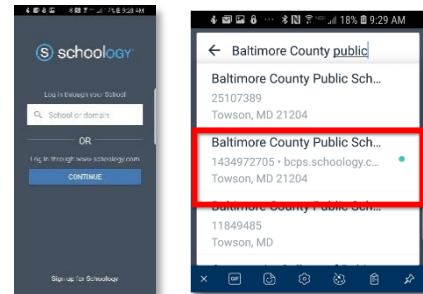 9:28 AM
S schoology
Log in through your School
School or domain
OR
Log in through www.schoology.com
CONTINUE
Sign up for Schoology
18% 9:29 AM
Baltimore County public
Baltimore County Public Sch...
25107389
Towson, MD 21204
Baltimore County Public Sch...
1434972705 • bcps.schoology.c...
Towson, MD 21204
Baltimore County Public Sch...
11849485
Towson, MD
GIF